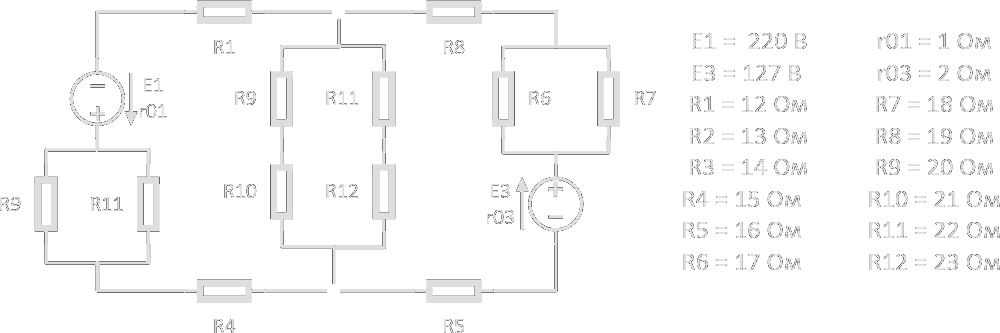 R1
R8
E1 = 220 В
r01 = 1 Ом
E3 = 127 В
r03 = 2 Ом
E1
r01
R9
R11
R6
R7
R1 = 12 Ом
R7 = 18 Ом
R2 = 13 Ом
R8 = 19 Ом
R3 = 14 Ом
R9 = 20 Ом
R9
R11
R10
R12
E3
r03
R4 = 15 Ом
R10 = 21 Ом
R5 = 16 Ом
R11 = 22 Ом
R6 = 17 Ом
R12 = 23 Ом
R4
R5